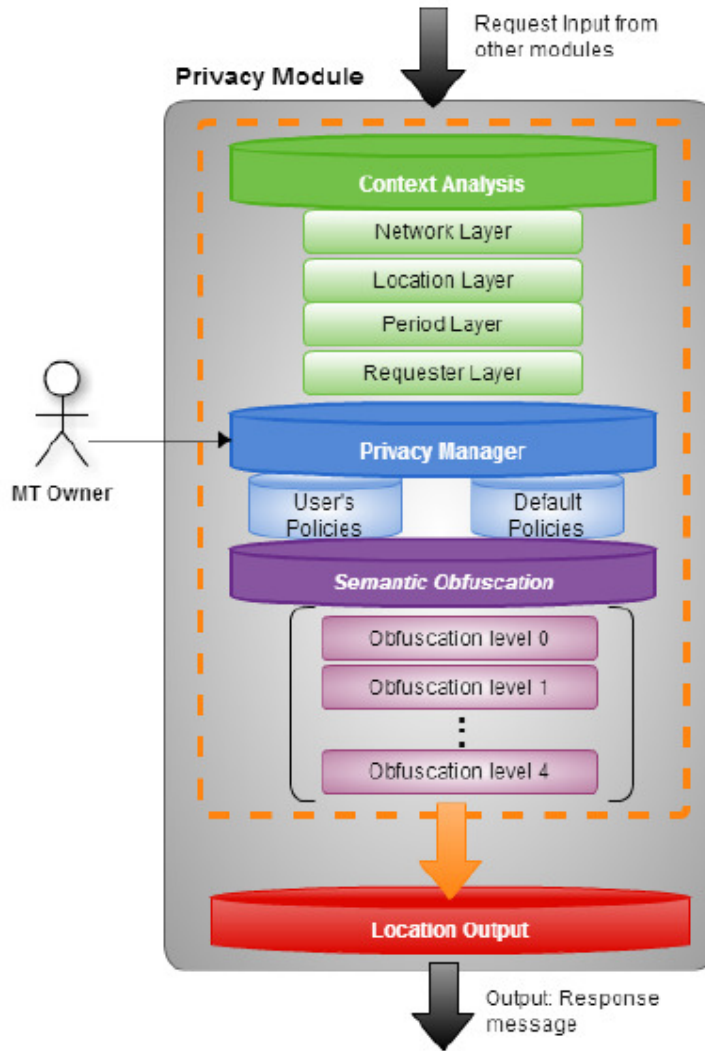 Request Input from
other modules
Privacy Module
Context Analysis
Network Layer
Location Layer
Period Layer
Requester Layer
Privacy Manager
MT Owner
User's
Policies
Default
Policies
Semantic Obfuscation
Obfuscation level 0
Obfuscation level 1
⋮
Obfuscation level 4
Location Output
Output: Response
message